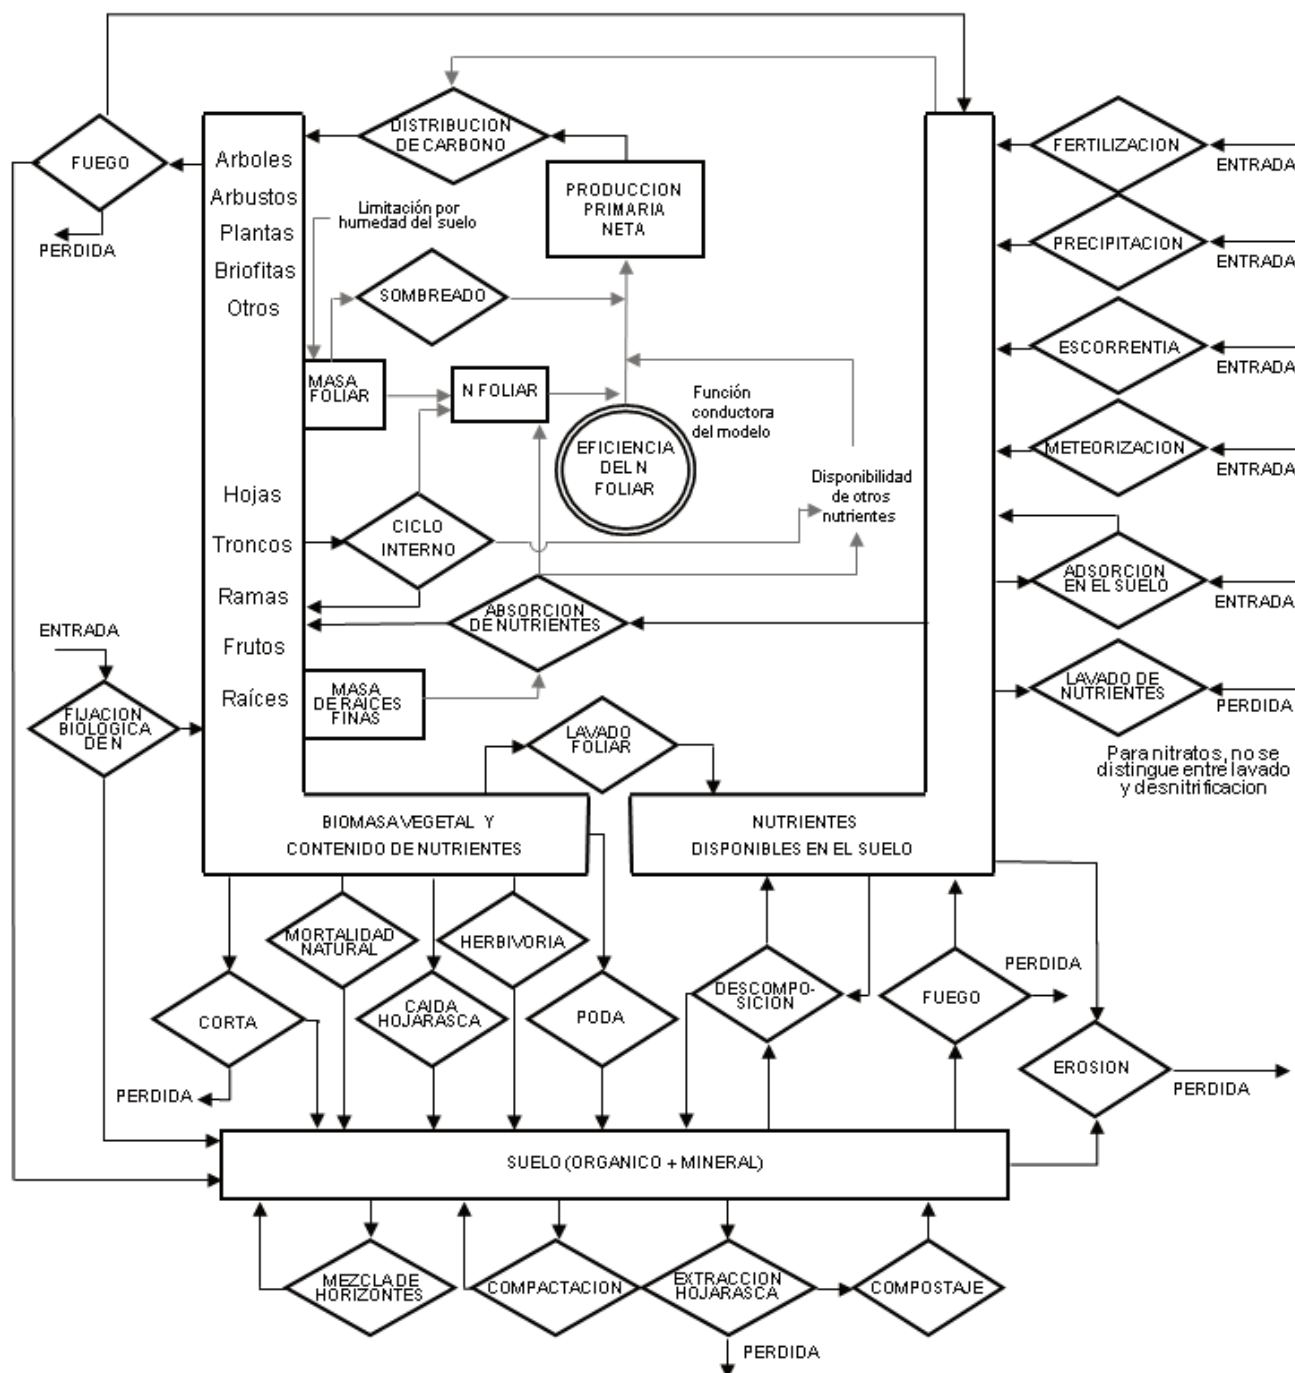 FUEGO
PERDIDA
Arboles
Arbustos
Plantas
Briofitas
Otros
Hojas
Troncos
Ramas
Frutos
Raíces
DISTRIBUCION
DE CARBONO
PRODUCCION
PRIMARIA
NETA
Limitación por
humedad del suelo
SOMBREADO
MASA
FOLIAR
N FOLIAR
EFICIENCIA
DEL N
FOLIAR
Función
conductora
del modelo
Disponibilidad
de otros
nutrientes
CICLO
INTERNO
ABSORCION
DE NUTRIENTES
MASA
DE RAICES
FINAS
LAVADO
FOLIAR
ENTRADA
FIJACION
BIOLOGICA
DE N
FERTILIZACION
ENTRADA
PRECIPITACION
ENTRADA
ESCORRENTIA
ENTRADA
METEORIZACION
ENTRADA
ADSORCION
EN EL SUELO
ENTRADA
LAVADO DE
NUTRIENTES
PERDIDA
Para nitratos, no se
distingue entre lavado
y desnitrificacion
BIOMASA VEGETAL Y
CONTENIDO DE NUTRIENTES
NUTRIENTES
DISPONIBLES EN EL SUELO
MORTALIDAD
NATURAL
HERBIVORIA
CORTA
PERDIDA
CAIDA
HOJARASCA
PODA
DESCOMPO-
SICION
FUEGO
PERDIDA
EROSION
PERDIDA
SUELO (ORGANICO + MINERAL)
MEZCLA DE
HORIZONTES
COMPACTACION
EXTRACCION
HOJARASCA
COMPOSTAJE
PERDIDA